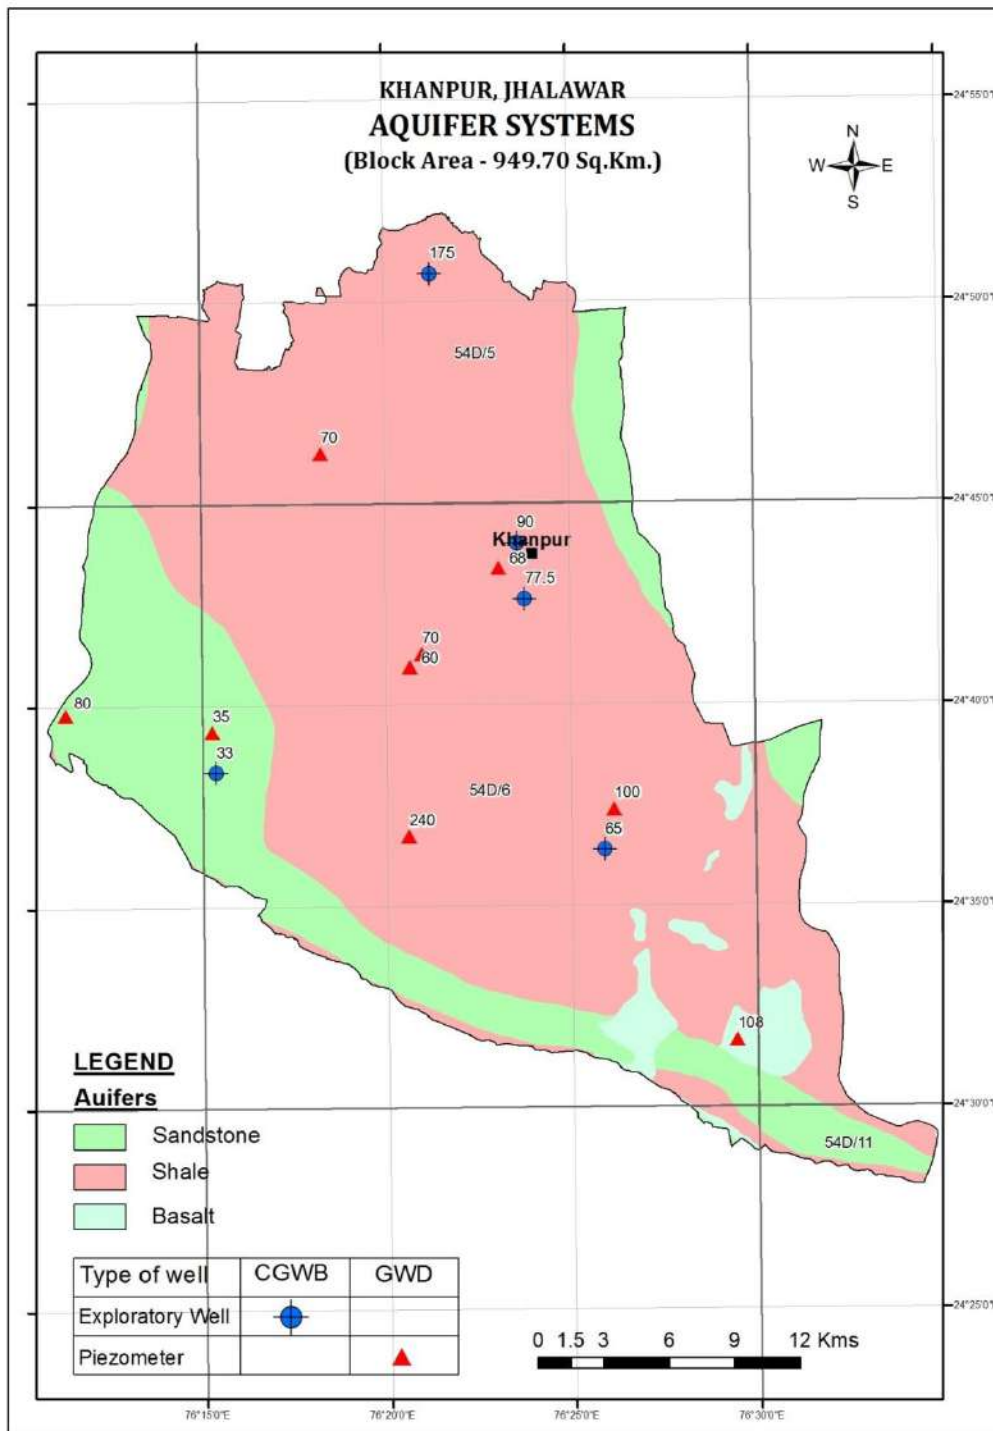 KHANPUR, JHALAWAR
AQUIFER SYSTEMS
(Block Area - 949.70 Sq.Km.)
N
W E
S
24°55'0"
24°50'0"
24°45'0"
24°40'0"
24°35'0"
24°30'0"
24°25'0"
175
54D/5
70
90
Khanpur
68
77.5
70
60
80
35
33
54D/6
100
240
65
108
54D/11
LEGEND
Auifers
Sandstone
Shale
Basalt
Type of well CGWB GWD
Exploratory Well
Piezometer
0 1.5 3 6 9 12 Kms
76°15'0"E 76°20'0"E 76°25'0"E 76°30'0"E